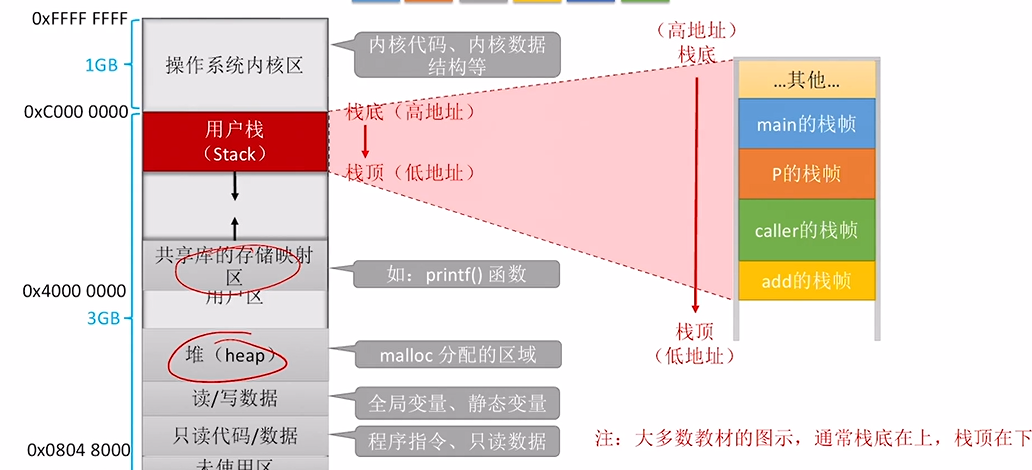 0xFFFF FFFF
1GB
操作系统内核区
内核代码、内核数据
结构等
0xC000 0000
用户栈
（Stack）
栈底（高地址）
栈顶（低地址）
共享库的存储映射
区
如：printf() 函数
0x4000 0000
用户区
3GB
堆（heap）
malloc 分配的区域
读/写数据
全局变量、静态变量
只读代码/数据
程序指令、只读数据
0x0804 8000
未使用区
（高地址）
栈底
…其他…
main的栈帧
P的栈帧
caller的栈帧
add的栈帧
栈顶
（低地址）
注：大多数教材的图示，通常栈底在上，栈顶在下